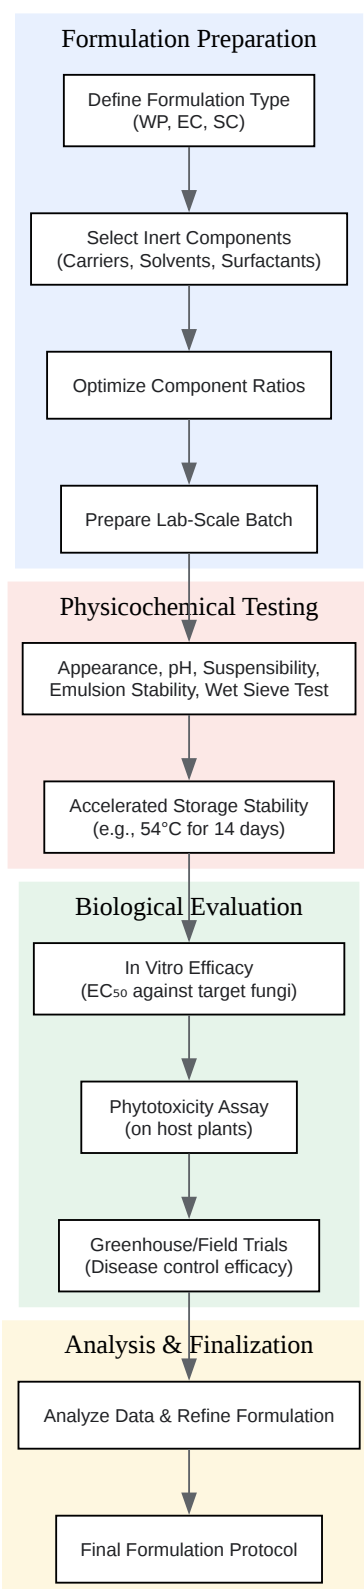 Formulation Preparation
Define Formulation Type
(WP, EC, SC)
Select Inert Components
(Carriers, Solvents, Surfactants)
Optimize Component Ratios
Prepare Lab-Scale Batch
Physicochemical Testing
Appearance, pH, Suspensibility,
Emulsion Stability, Wet Sieve Test
Accelerated Storage Stability
(e.g., 54°C for 14 days)
Biological Evaluation
In Vitro Efficacy
(EC₅₀ against target fungi)
Phytotoxicity Assay
(on host plants)
Greenhouse/Field Trials
(Disease control efficacy)
Analysis & Finalization
Analyze Data & Refine Formulation
Final Formulation Protocol